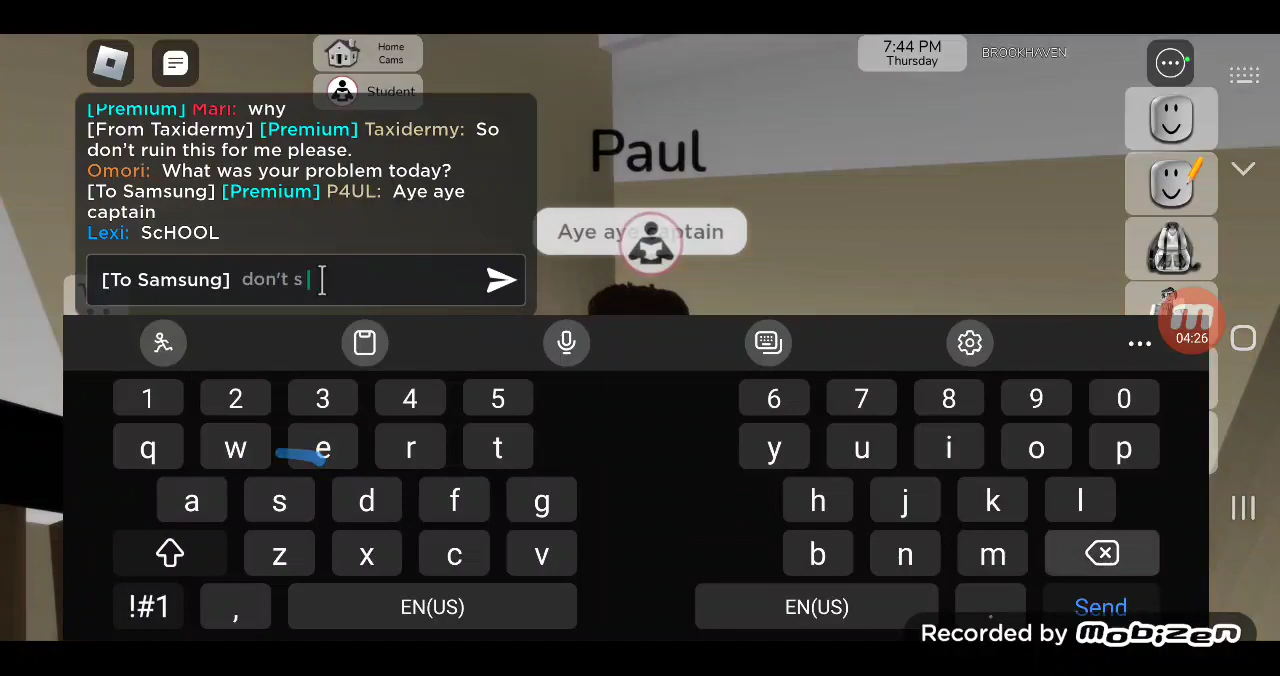 Home
Cams
Student
7:44 PM
Thursday
BROOKHAVEN
[Premium] Mari: why
[From Taxidermy] [Premium] Taxidermy: So
don't ruin this for me please.
Omori: What was your problem today?
[To Samsung] [Premium] P4UL: Aye aye
captain
Lexi: ScHOOL
[To Samsung] don't s
Paul
Aye aye captain
04:26
1 2 3 4 5 6 7 8 9 0
q w e r t y u i o p
a s d f g h j k l
z x c v b n m
!#1 , EN(US) EN(US) . Send
Recorded by mobizen